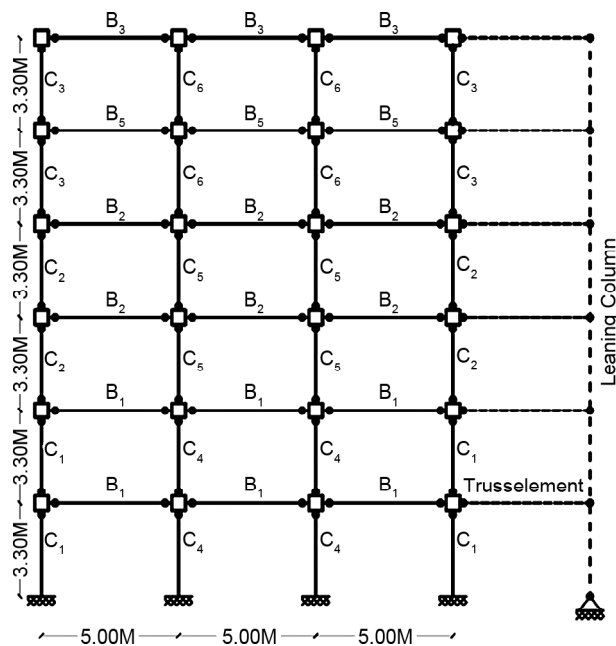 B₃ B₃ B₃
3.30M C₃ C₆ C₆ C₃
B₅ B₅ B₅
3.30M C₃ C₆ C₆ C₃
B₂ B₂ B₂
3.30M C₂ C₅ C₅ C₂
B₂ B₂ B₂
3.30M C₂ C₅ C₅ C₂
B₁ B₁ B₁
3.30M C₁ C₄ C₄ C₁
B₁ B₁ B₁ Trusselement
3.30M C₁ C₄ C₄ C₁
Leaning Column
5.00M 5.00M 5.00M